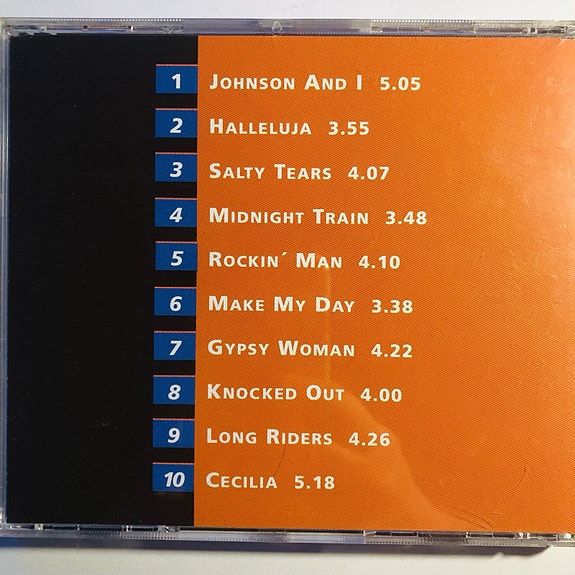 1 Johnson And I 5.05
2 Halleluja 3.55
3 Salty Tears 4.07
4 Midnight Train 3.48
5 Rockin´ Man 4.10
6 Make My Day 3.38
7 Gypsy Woman 4.22
8 Knocked Out 4.00
9 Long Riders 4.26
10 Cecilia 5.18